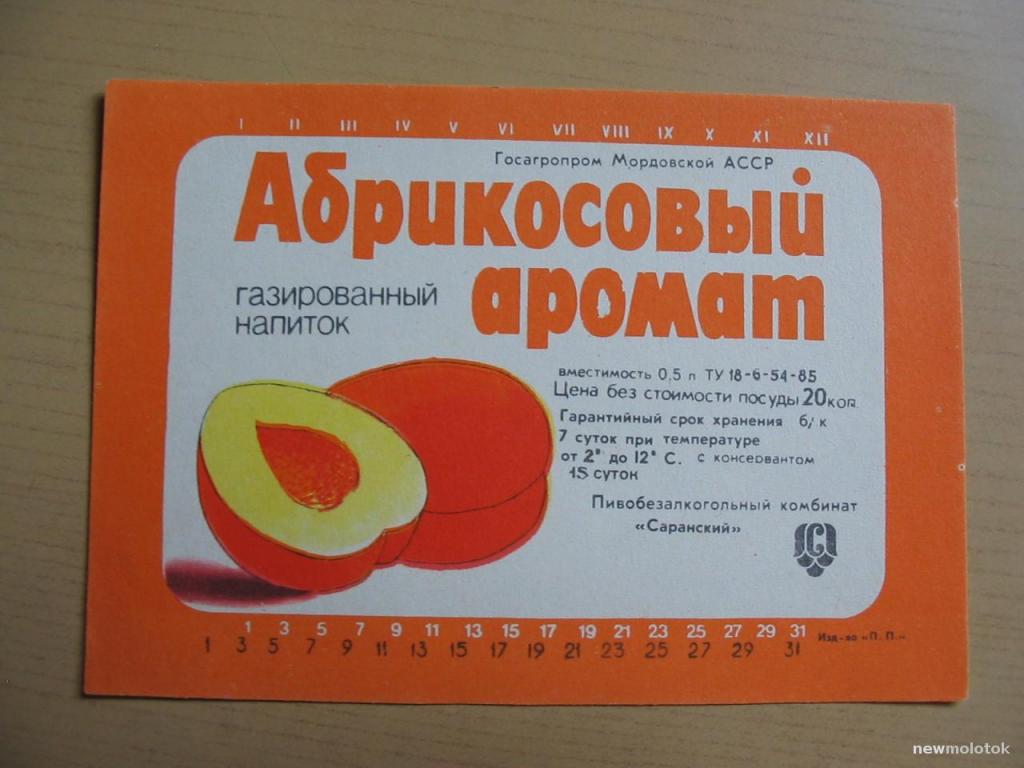 I II III IV V VI VII VIII IX X XI XII
Госагропром Мордовской АССР
Абрикосовый
аромат
газированный
напиток
вместимость 0,5 л ТУ 18-6-54-85
Цена без стоимости посуды 20 коп.
Гарантийный срок хранения б/к
7 суток при температуре
от 2° до 12° С. с консервантом
15 суток
Пивобезалкогольный комбинат
«Саранский»
1 3 5 7 9 11 13 15 17 19 21 23 25 27 29 31
1 3 5 7 9 11 13 15 17 19 21 23 25 27 29 31
Изд-во «П. П.»
newmolotok